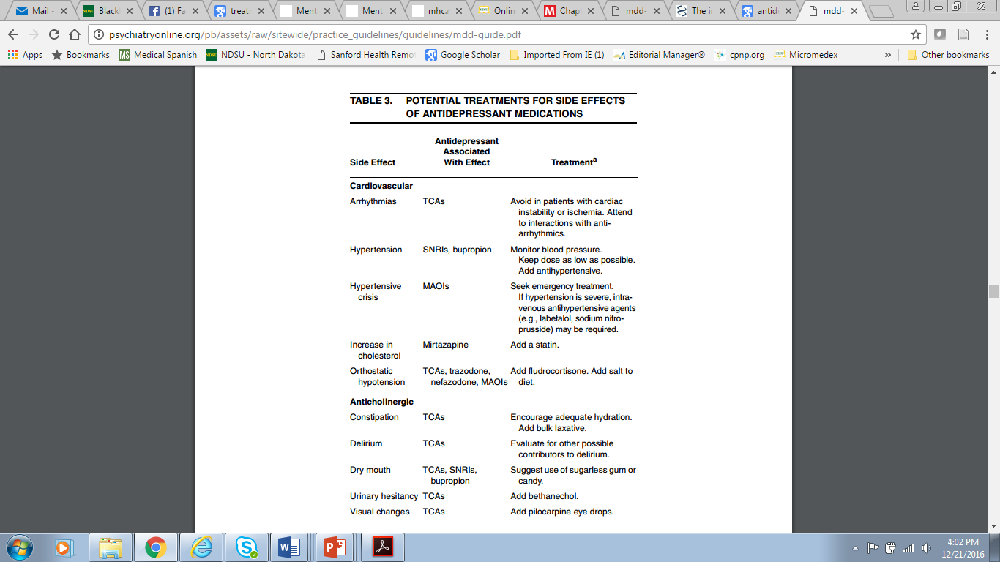 Mail -
Black
(1) Fa
treatr
Ment
Ment
mhc.r
Onlin
Chap
mdd-
The i
antid
mdd-
psychiatryonline.org/pb/assets/raw/sitewide/practice_guidelines/guidelines/mdd-guide.pdf
Apps Bookmarks MS Medical Spanish NDSU NDSU - North Dakota Sanford Health Remo Google Scholar Imported From IE (1) Editorial Manager® cpnp.org Micromedex » Other bookmarks
TABLE 3. POTENTIAL TREATMENTS FOR SIDE EFFECTS
OF ANTIDEPRESSANT MEDICATIONS
Antidepressant
Associated
Side Effect With Effect Treatmentª
Cardiovascular
Arrhythmias TCAs Avoid in patients with cardiac
instability or ischemia. Attend
to interactions with anti-
arrhythmics.
Hypertension SNRIs, bupropion Monitor blood pressure.
Keep dose as low as possible.
Add antihypertensive.
Hypertensive MAOIs Seek emergency treatment.
crisis If hypertension is severe, intra-
venous antihypertensive agents
(e.g., labetalol, sodium nitro-
prusside) may be required.
Increase in Mirtazapine Add a statin.
cholesterol
Orthostatic TCAs, trazodone, Add fludrocortisone. Add salt to
hypotension nefazodone, MAOIs diet.
Anticholinergic
Constipation TCAs Encourage adequate hydration.
Add bulk laxative.
Delirium TCAs Evaluate for other possible
contributors to delirium.
Dry mouth TCAs, SNRIs, Suggest use of sugarless gum or
bupropion candy.
Urinary hesitancy TCAs Add bethanechol.
Visual changes TCAs Add pilocarpine eye drops.
4:02 PM
12/21/2016